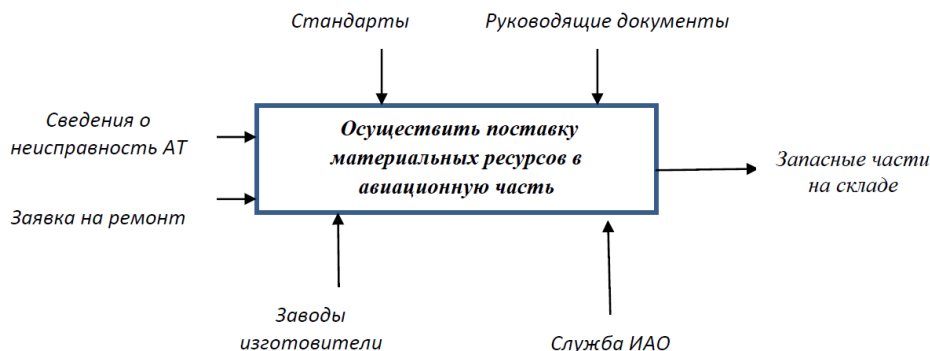 Стандарты
Руководящие документы
Сведения о
неисправность АТ
Заявка на ремонт
Осуществить поставку
материальных ресурсов в
авиационную часть
Запасные части
на складе
Заводы
изготовители
Служба ИАО